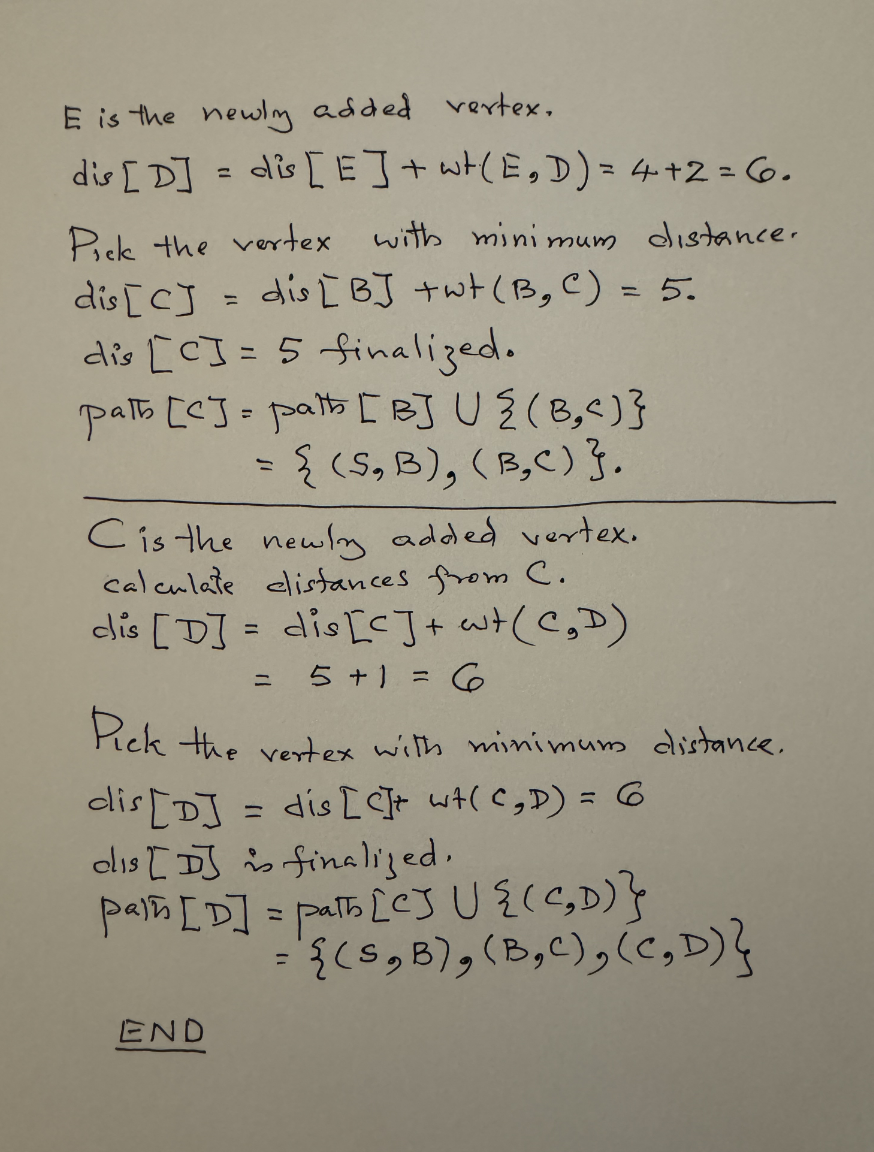 E is the newly added vertex.
dis [D] = dis [E] + wt(E,D) = 4+2 = 6.
Pick the vertex with minimum distance.
dis[C] = dis[B] + wt(B,C) = 5.
dis [C] = 5 finalized.
path [C] = path [B] ∪ {(B,C)}
= {(S,B), (B,C)}.
C is the newly added vertex.
calculate distances from C.
dis [D] = dis[C] + wt(C,D)
= 5 + 1 = 6
Pick the vertex with minimum distance.
dis[D] = dis [C]+ wt(C,D) = 6
dis[D] is finalized.
path [D] = path [C] ∪ {(C,D)}
= {(S,B), (B,C), (C,D)}
END